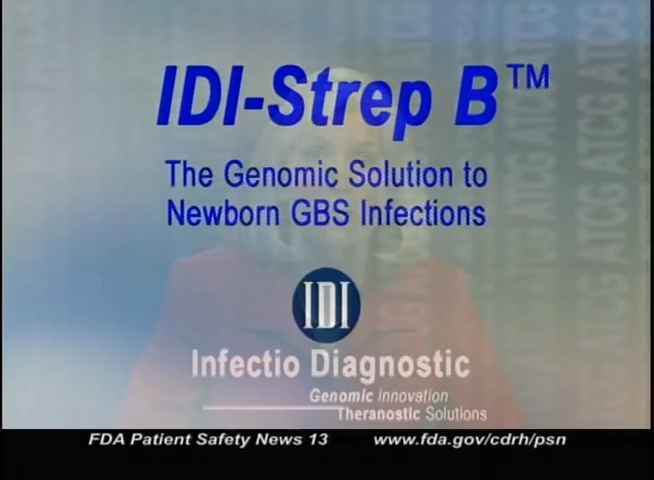 IDI-Strep B™
The Genomic Solution to
Newborn GBS Infections
IDI
Infectio Diagnostic
Genomic Innovation
Theranostic Solutions
FDA Patient Safety News 13 www.fda.gov/cdrh/psn